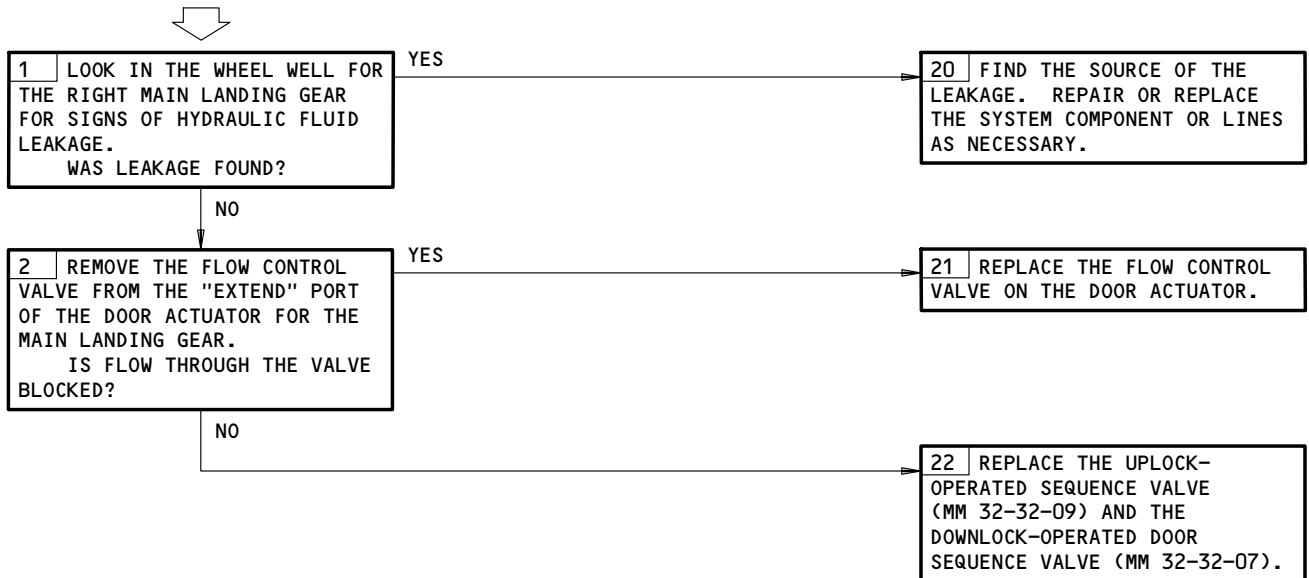 1 LOOK IN THE WHEEL WELL FOR
THE RIGHT MAIN LANDING GEAR
FOR SIGNS OF HYDRAULIC FLUID
LEAKAGE.
WAS LEAKAGE FOUND?
YES
20 FIND THE SOURCE OF THE
LEAKAGE. REPAIR OR REPLACE
THE SYSTEM COMPONENT OR LINES
AS NECESSARY.
NO
2 REMOVE THE FLOW CONTROL
VALVE FROM THE "EXTEND" PORT
OF THE DOOR ACTUATOR FOR THE
MAIN LANDING GEAR.
IS FLOW THROUGH THE VALVE
BLOCKED?
YES
21 REPLACE THE FLOW CONTROL
VALVE ON THE DOOR ACTUATOR.
NO
22 REPLACE THE UPLOCK-
OPERATED SEQUENCE VALVE
(MM 32-32-09) AND THE
DOWNLOCK-OPERATED DOOR
SEQUENCE VALVE (MM 32-32-07).